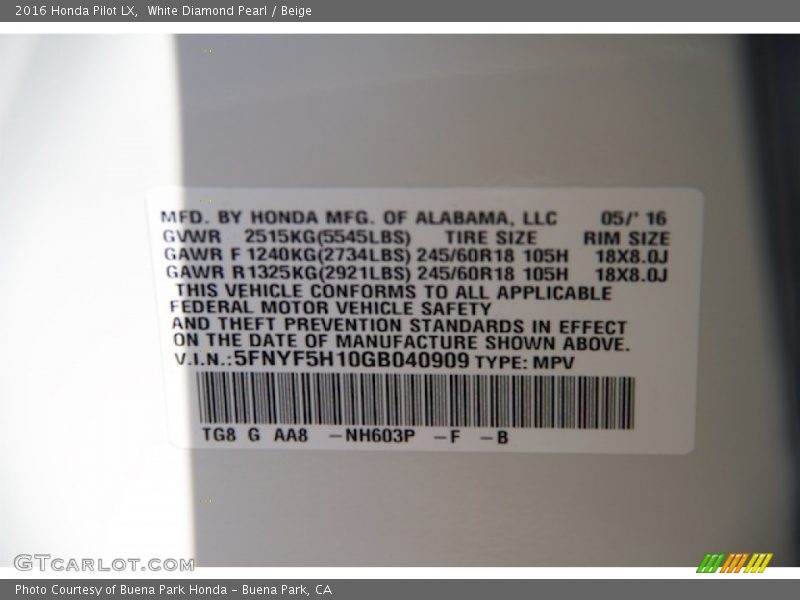 2016 Honda Pilot LX,  White Diamond Pearl / Beige
MFD. BY HONDA MFG. OF ALABAMA, LLC 05/' 16
GVWR 2515KG(5545LBS) TIRE SIZE RIM SIZE
GAWR F 1240KG(2734LBS) 245/60R18 105H 18X8.0J
GAWR R1325KG(2921LBS) 245/60R18 105H 18X8.0J
THIS VEHICLE CONFORMS TO ALL APPLICABLE
FEDERAL MOTOR VEHICLE SAFETY
AND THEFT PREVENTION STANDARDS IN EFFECT
ON THE DATE OF MANUFACTURE SHOWN ABOVE.
V.I.N.:5FNYF5H10GB040909 TYPE: MPV
TG8 G AA8 -NH603P -F -B
GTCARLOT.COM
Photo Courtesy of Buena Park Honda - Buena Park, CA